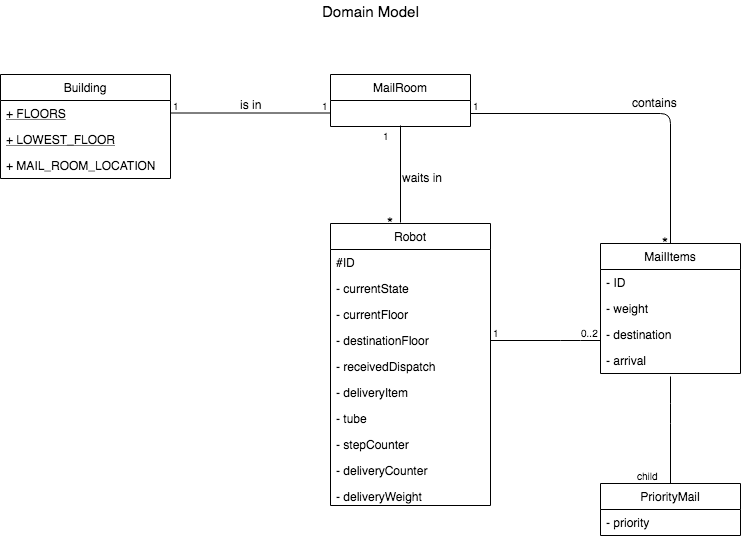 Domain Model
Building
+ FLOORS
+ LOWEST_FLOOR
+ MAIL_ROOM_LOCATION
1
is in
1
MailRoom
1
contains
*
1
waits in
*
Robot
#ID
- currentState
- currentFloor
- destinationFloor
- receivedDispatch
- deliveryItem
- tube
- stepCounter
- deliveryCounter
- deliveryWeight
1
0..2
MailItems
- ID
- weight
- destination
- arrival
child
PriorityMail
- priority